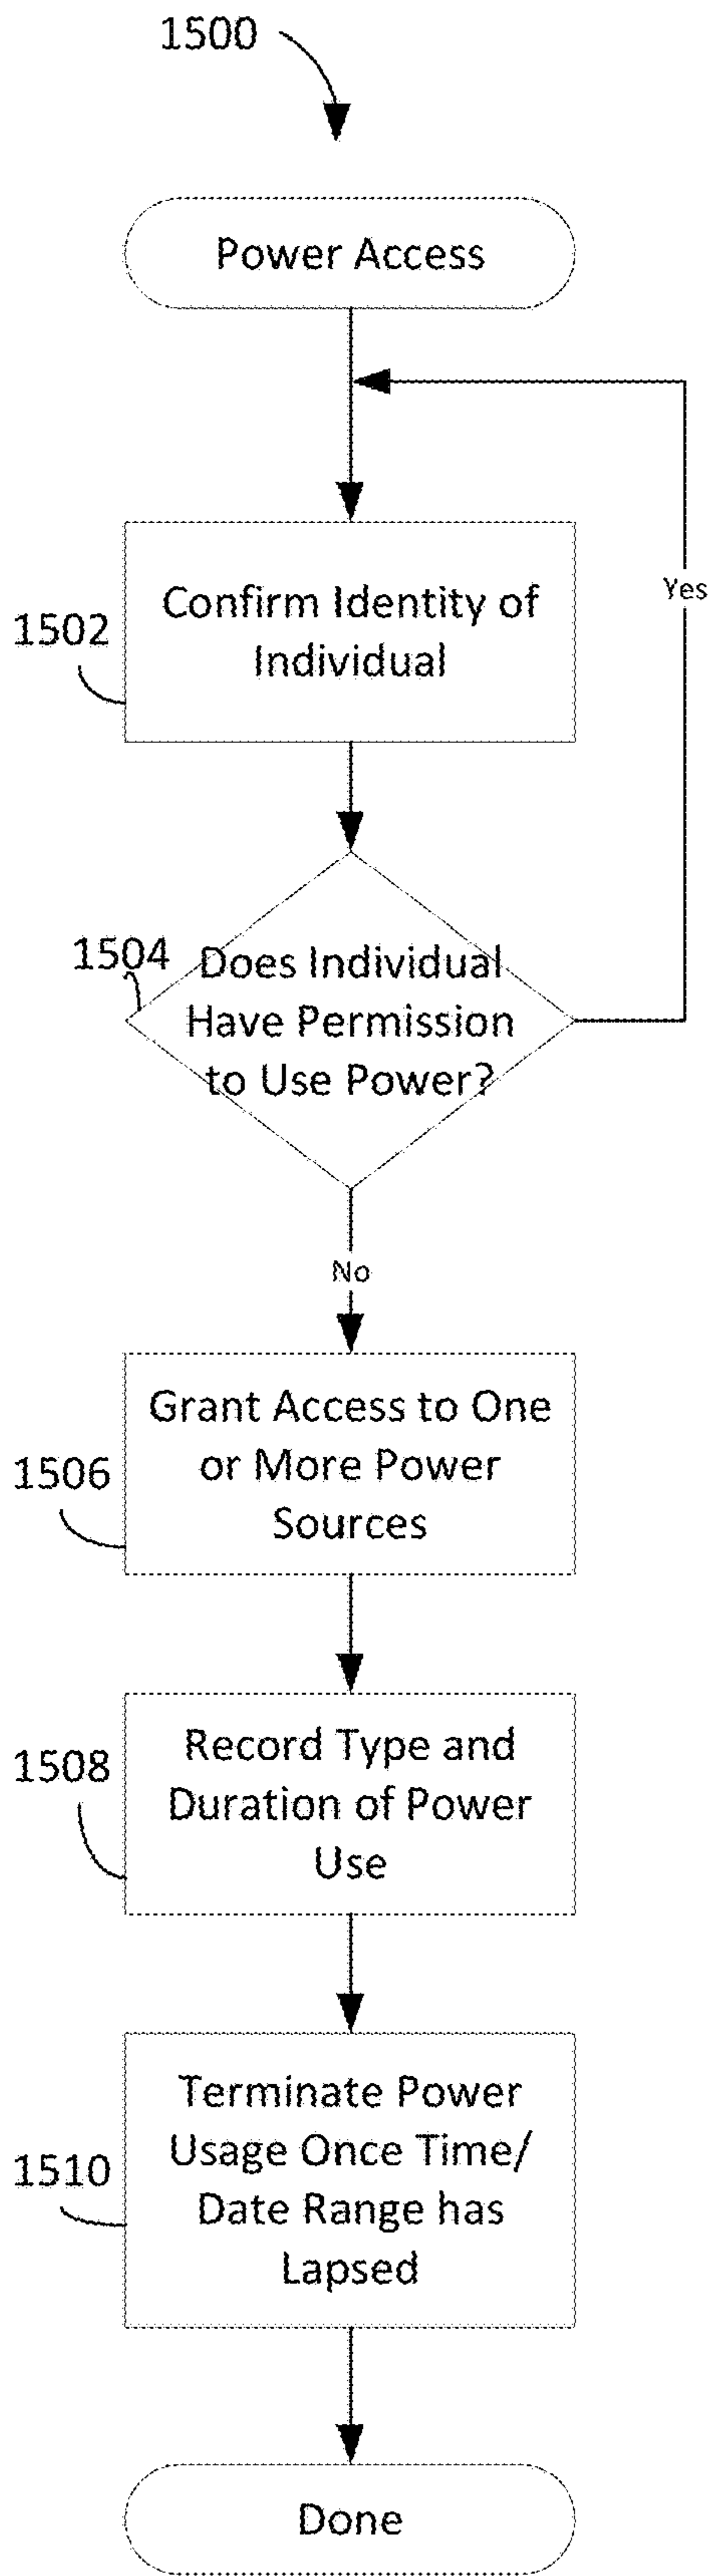 1500
Power Access
Confirm Identity of
Individual
1502
Yes
1504
Does Individual
Have Permission
to Use Power?
No
Grant Access to One
or More Power
Sources
1506
Record Type and
Duration of Power
Use
1508
Terminate Power
Usage Once Time/
Date Range has
Lapsed
1510
Done